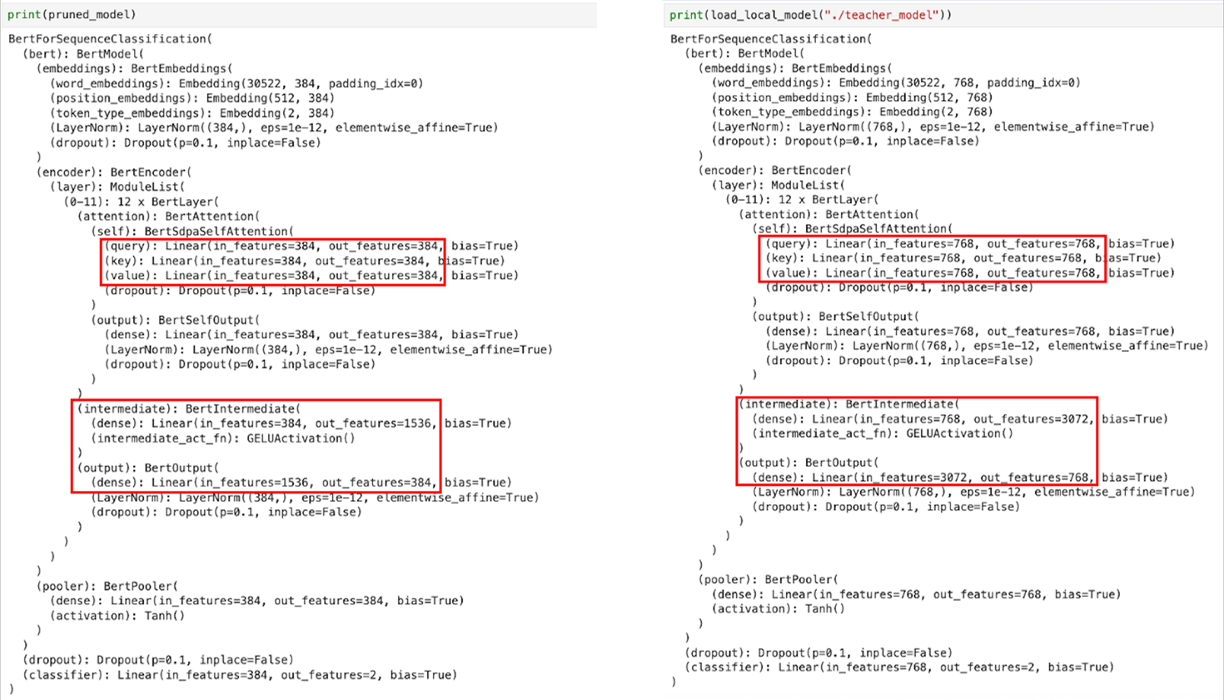 print(pruned_model)
BertForSequenceClassification(
  (bert): BertModel(
    (embeddings): BertEmbeddings(
      (word_embeddings): Embedding(30522, 384, padding_idx=0)
      (position_embeddings): Embedding(512, 384)
      (token_type_embeddings): Embedding(2, 384)
      (LayerNorm): LayerNorm((384,), eps=1e-12, elementwise_affine=True)
      (dropout): Dropout(p=0.1, inplace=False)
    )
    (encoder): BertEncoder(
      (layer): ModuleList(
        (0-11): 12 x BertLayer(
          (attention): BertAttention(
            (self): BertSdpaSelfAttention(
              (query): Linear(in_features=384, out_features=384, bias=True)
              (key): Linear(in_features=384, out_features=384, bias=True)
              (value): Linear(in_features=384, out_features=384, bias=True)
              (dropout): Dropout(p=0.1, inplace=False)
            )
            (output): BertSelfOutput(
              (dense): Linear(in_features=384, out_features=384, bias=True)
              (LayerNorm): LayerNorm((384,), eps=1e-12, elementwise_affine=True)
              (dropout): Dropout(p=0.1, inplace=False)
            )
          )
          (intermediate): BertIntermediate(
            (dense): Linear(in_features=384, out_features=1536, bias=True)
            (intermediate_act_fn): GELUActivation()
          )
          (output): BertOutput(
            (dense): Linear(in_features=1536, out_features=384, bias=True)
            (LayerNorm): LayerNorm((384,), eps=1e-12, elementwise_affine=True)
            (dropout): Dropout(p=0.1, inplace=False)
          )
        )
      )
    )
    (pooler): BertPooler(
      (dense): Linear(in_features=384, out_features=384, bias=True)
      (activation): Tanh()
    )
  )
  (dropout): Dropout(p=0.1, inplace=False)
  (classifier): Linear(in_features=384, out_features=2, bias=True)
)
print(load_local_model("./teacher_model"))
BertForSequenceClassification(
  (bert): BertModel(
    (embeddings): BertEmbeddings(
      (word_embeddings): Embedding(30522, 768, padding_idx=0)
      (position_embeddings): Embedding(512, 768)
      (token_type_embeddings): Embedding(2, 768)
      (LayerNorm): LayerNorm((768,), eps=1e-12, elementwise_affine=True)
      (dropout): Dropout(p=0.1, inplace=False)
    )
    (encoder): BertEncoder(
      (layer): ModuleList(
        (0-11): 12 x BertLayer(
          (attention): BertAttention(
            (self): BertSdpaSelfAttention(
              (query): Linear(in_features=768, out_features=768, bias=True)
              (key): Linear(in_features=768, out_features=768, bias=True)
              (value): Linear(in_features=768, out_features=768, bias=True)
              (dropout): Dropout(p=0.1, inplace=False)
            )
            (output): BertSelfOutput(
              (dense): Linear(in_features=768, out_features=768, bias=True)
              (LayerNorm): LayerNorm((768,), eps=1e-12, elementwise_affine=True)
              (dropout): Dropout(p=0.1, inplace=False)
            )
          )
          (intermediate): BertIntermediate(
            (dense): Linear(in_features=768, out_features=3072, bias=True)
            (intermediate_act_fn): GELUActivation()
          )
          (output): BertOutput(
            (dense): Linear(in_features=3072, out_features=768, bias=True)
            (LayerNorm): LayerNorm((768,), eps=1e-12, elementwise_affine=True)
            (dropout): Dropout(p=0.1, inplace=False)
          )
        )
      )
    )
    (pooler): BertPooler(
      (dense): Linear(in_features=768, out_features=768, bias=True)
      (activation): Tanh()
    )
  )
  (dropout): Dropout(p=0.1, inplace=False)
  (classifier): Linear(in_features=768, out_features=2, bias=True)
)